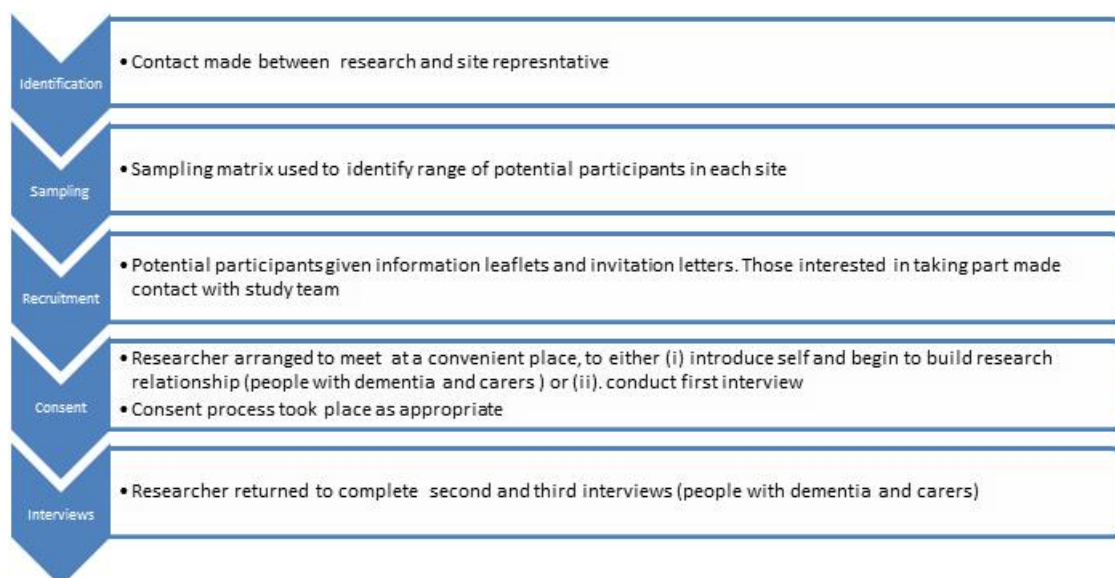 Identification
• Contact made between research and site represntative
Sampling
• Sampling matrix used to identify range of potential participants in each site
Recruitment
• Potential participants given information leaflets and invitation letters. Those interested in taking part made
contact with study team
Consent
• Researcher arranged to meet at a convenient place, to either (i) introduce self and begin to build research
relationship (people with dementia and carers ) or (ii). conduct first interview
• Consent process took place as appropriate
Interviews
• Researcher returned to complete second and third interviews (people with dementia and carers)